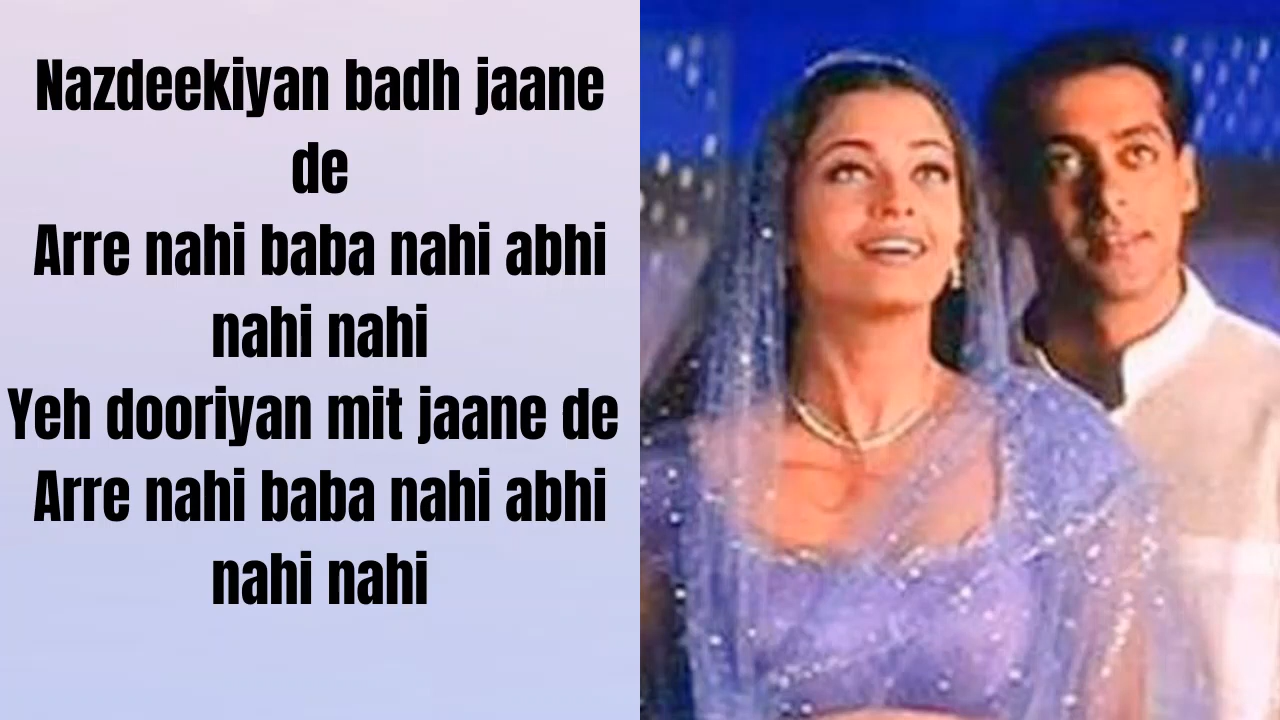 Nazdeekiyan badh jaane
de
Arre nahi baba nahi abhi
nahi nahi
Yeh dooriyan mit jaane de
Arre nahi baba nahi abhi
nahi nahi